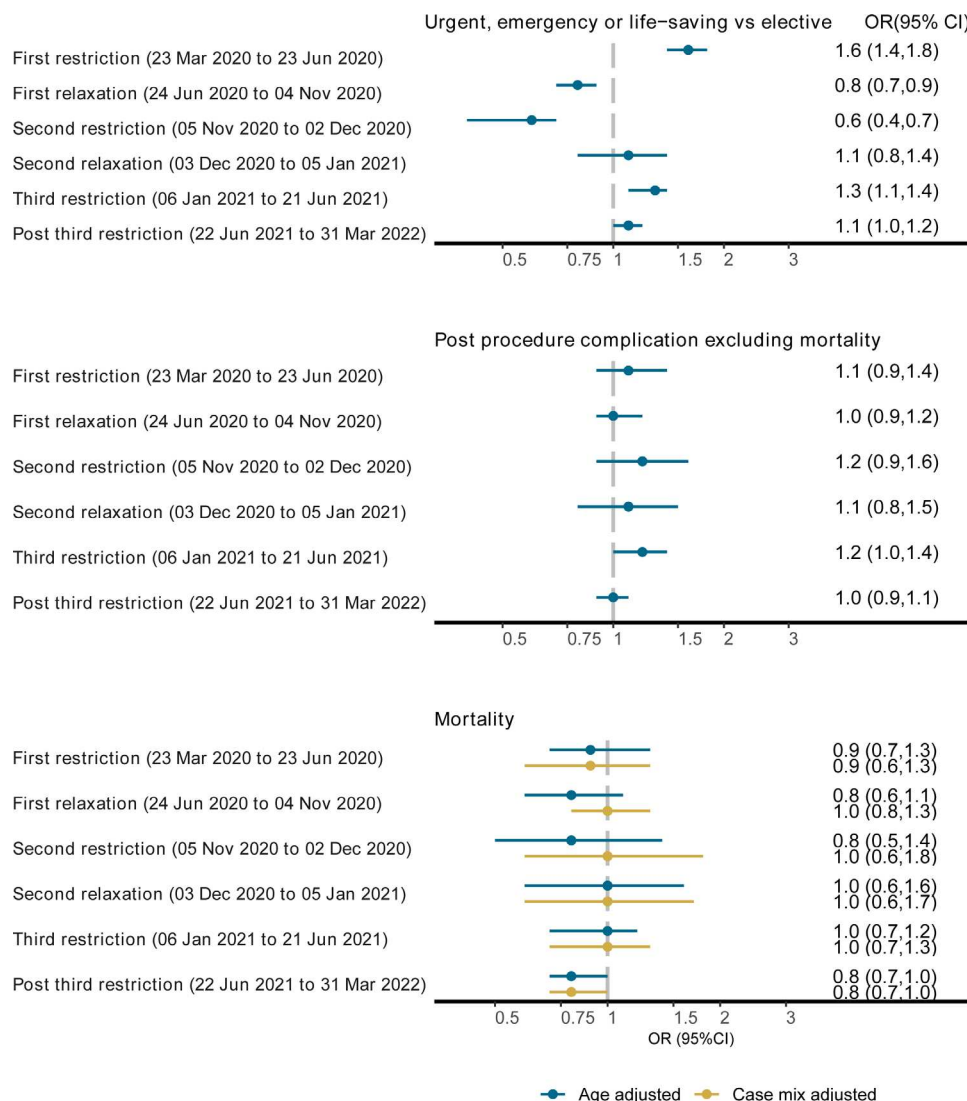 Urgent, emergency or life−saving vs elective OR(95% CI)
First restriction (23 Mar 2020 to 23 Jun 2020) 1.6 (1.4,1.8)
First relaxation (24 Jun 2020 to 04 Nov 2020) 0.8 (0.7,0.9)
Second restriction (05 Nov 2020 to 02 Dec 2020) 0.6 (0.4,0.7)
Second relaxation (03 Dec 2020 to 05 Jan 2021) 1.1 (0.8,1.4)
Third restriction (06 Jan 2021 to 21 Jun 2021) 1.3 (1.1,1.4)
Post third restriction (22 Jun 2021 to 31 Mar 2022) 1.1 (1.0,1.2)
0.5 0.75 1 1.5 2 3
Post procedure complication excluding mortality
First restriction (23 Mar 2020 to 23 Jun 2020) 1.1 (0.9,1.4)
First relaxation (24 Jun 2020 to 04 Nov 2020) 1.0 (0.9,1.2)
Second restriction (05 Nov 2020 to 02 Dec 2020) 1.2 (0.9,1.6)
Second relaxation (03 Dec 2020 to 05 Jan 2021) 1.1 (0.8,1.5)
Third restriction (06 Jan 2021 to 21 Jun 2021) 1.2 (1.0,1.4)
Post third restriction (22 Jun 2021 to 31 Mar 2022) 1.0 (0.9,1.1)
0.5 0.75 1 1.5 2 3
Mortality
First restriction (23 Mar 2020 to 23 Jun 2020) 0.9 (0.7,1.3)
0.9 (0.6,1.3)
First relaxation (24 Jun 2020 to 04 Nov 2020) 0.8 (0.6,1.1)
1.0 (0.8,1.3)
Second restriction (05 Nov 2020 to 02 Dec 2020) 0.8 (0.5,1.4)
1.0 (0.6,1.8)
Second relaxation (03 Dec 2020 to 05 Jan 2021) 1.0 (0.6,1.6)
1.0 (0.6,1.7)
Third restriction (06 Jan 2021 to 21 Jun 2021) 1.0 (0.7,1.2)
1.0 (0.7,1.3)
Post third restriction (22 Jun 2021 to 31 Mar 2022) 0.8 (0.7,1.0)
0.8 (0.7,1.0)
0.5 0.75 1 1.5 2 3
OR (95%CI)
Age adjusted Case mix adjusted